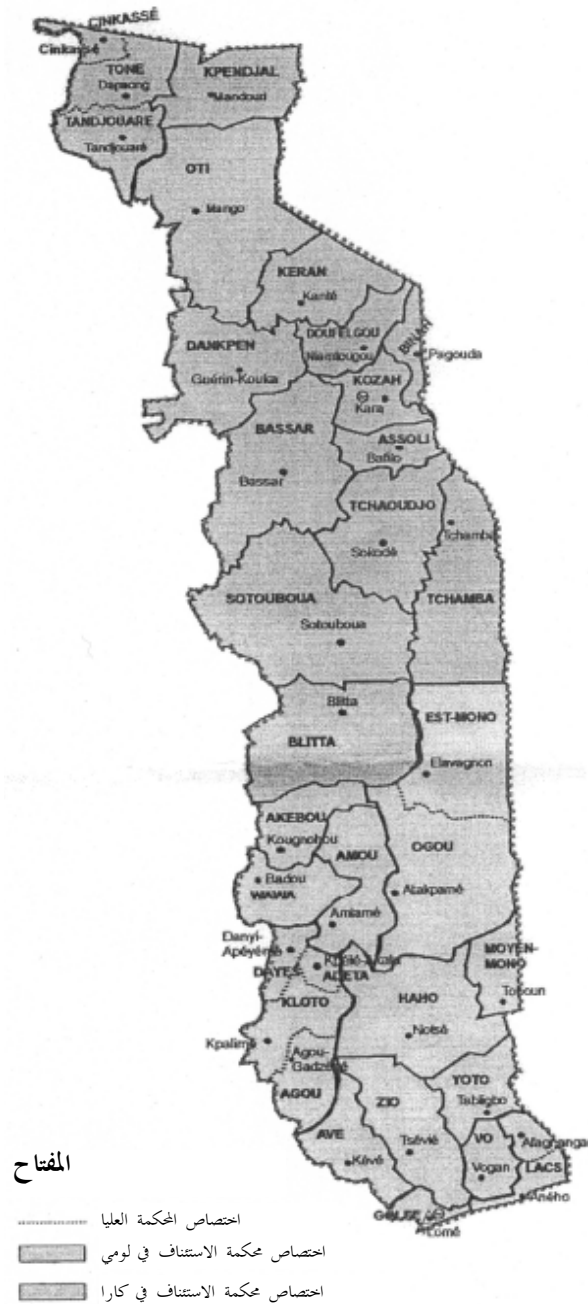 CINKASSÉ
Cinkassé
TONE
Dapaong
KPENDJAL
Mandoud
TANDJOUARE
Tandjouaré
OTI
Mango
KERAN
Kanté
DOUFELGOU
Niamtougou
BINAH
Pagouda
DANKPEN
Guérin-Kouka
KOZAH
Kara
BASSAR
Bassar
ASSOLI
Bafilo
TCHAOUDJO
Sokodé
Tchamba
TCHAMBA
SOTOUBOUA
Sotouboua
Blitta
BLITTA
EST-MONO
Elavagnon
AKEBOU
Kougnohou
AMOU
OGOU
Badou
WAWA
Atakpamé
Amlamé
Danyi-
Apéyémé
DAYES
ADETA
MOYEN-
MONO
Tohoun
KLOTO
HAHO
Notsé
Kpalimé
Agou-
Gadzépé
AGOU
YOTO
Tabligbo
ZIO
AVE
Kévé
Tsévié
VO
Vogan
Afagnanga
LACS
Aného
GOLFE
Lomé
المفتاح
اختصاص المحكمة العليا
اختصاص محكمة الاستئناف في لومي
اختصاص محكمة الاستئناف في كارا